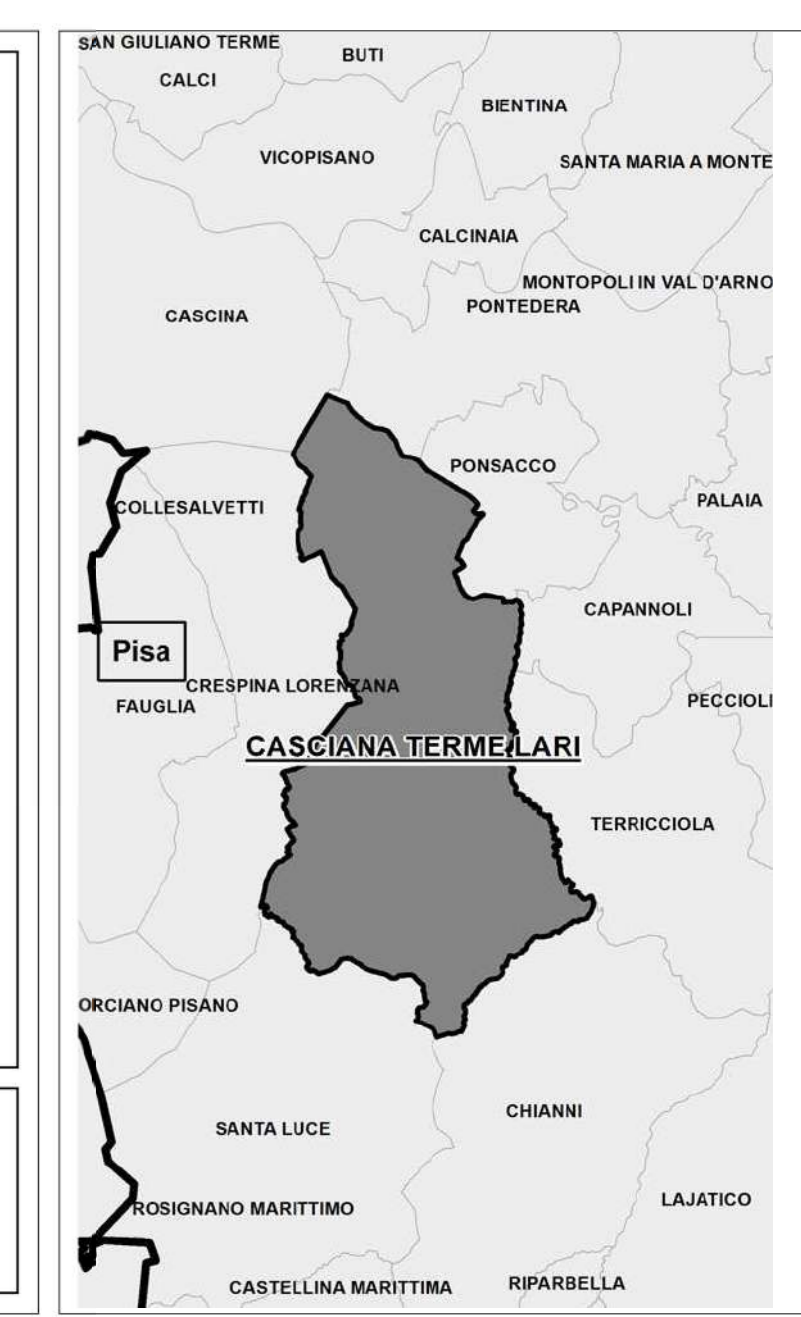 SAN GIULIANO TERME
BUTI
CALCI
BIENTINA
VICOPISANO
SANTA MARIA A MONTE
CALCINAIA
MONTOPOLI IN VAL D'ARNO
PONTEDERA
CASCINA
PONSACCO
PALAIA
COLLESALVETTI
CAPANNOLI
Pisa
CRESPINA LORENZANA
FAUGLIA
PECCIOLI
CASCIANA TERME LARI
TERRICCIOLA
ORCIANO PISANO
CHIANNI
SANTA LUCE
LAJATICO
ROSIGNANO MARITTIMO
CASTELLINA MARITTIMA
RIPARBELLA